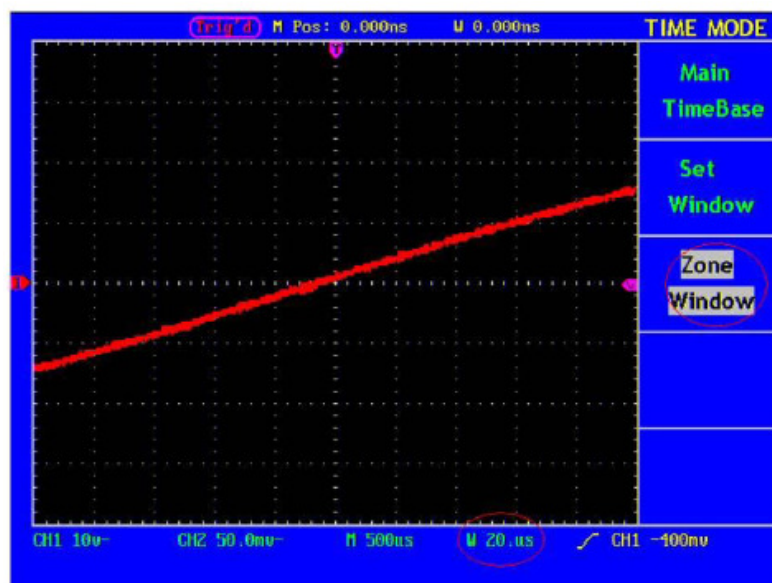 Trig'd M Pos: 0.000ns W 0.000ns TIME MODE
Main
TimeBase
Set
Window
Zone
Window
CH1 10v~ CH2 50.0mv~ M 500us W 20.us CH1 -400mv